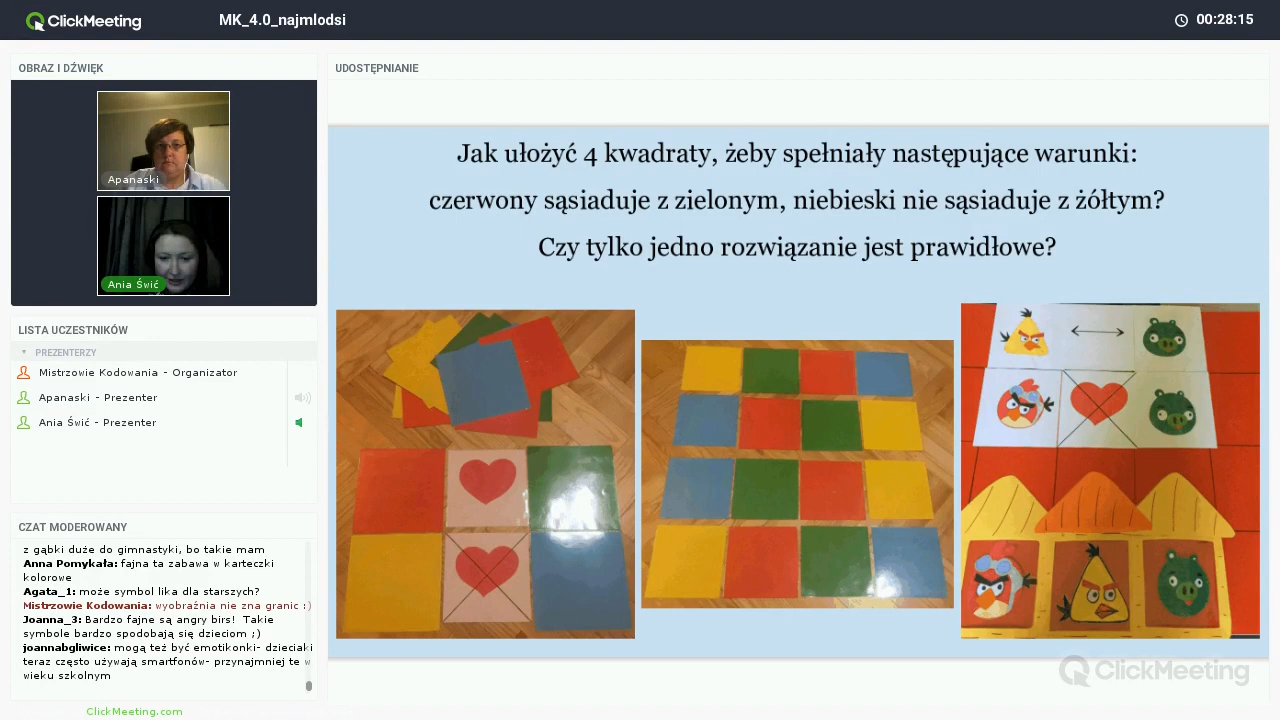 ClickMeeting
MK_4.0_najmlodsi
00:28:15
OBRAZ I DŹWIĘK
Apanaski
Ania Świć
LISTA UCZESTNIKÓW
PREZENTERZY
Mistrzowie Kodowania - Organizator
Apanaski - Prezenter
Ania Świć - Prezenter
CZAT MODEROWANY
z gąbki duże do gimnastyki, bo takie mam
Anna Pomykała: fajna ta zabawa w karteczki
kolorowe
Agata_1: może symbol lika dla starszych?
Mistrzowie Kodowania: wyobraźnia nie zna granic :)
Joanna_3: Bardzo fajne są angry birs! Takie
symbole bardzo spodobają się dzieciom ;)
joannabgliwice: mogą też być emotikonki- dzieciaki
teraz często używają smartfonów- przynajmniej te w
wieku szkolnym
ClickMeeting.com
UDOSTĘPNIANIE
Jak ułożyć 4 kwadraty, żeby spełniały następujące warunki:
czerwony sąsiaduje z zielonym, niebieski nie sąsiaduje z żółtym?
Czy tylko jedno rozwiązanie jest prawidłowe?
ClickMeeting